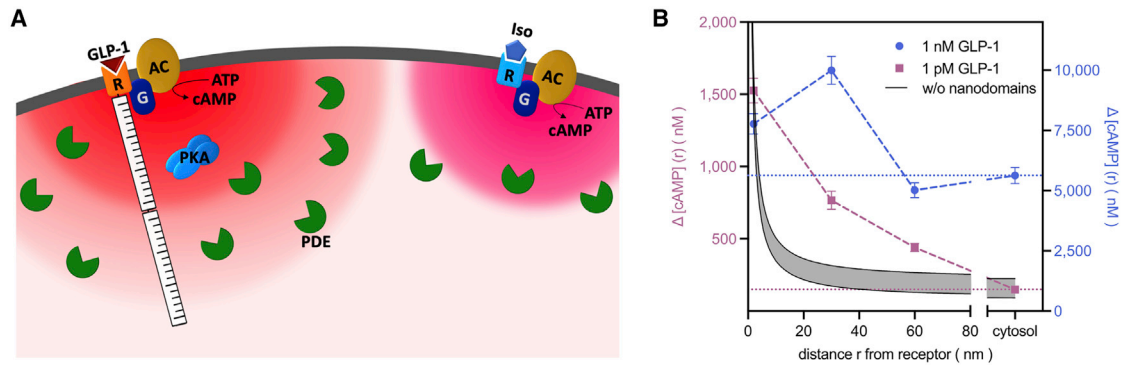 A
GLP-1
R
AC
G
ATP
cAMP
PKA
PDE
Iso
R
AC
G
ATP
cAMP
B
Δ [cAMP] (r) ( nM )
2,000
1,500
1,000
500
1 nM GLP-1
1 pM GLP-1
w/o nanodomains
10,000
7,500
5,000
2,500
0
Δ [cAMP] (r) ( nM )
0 20 40 60 80 cytosol
distance r from receptor ( nm )